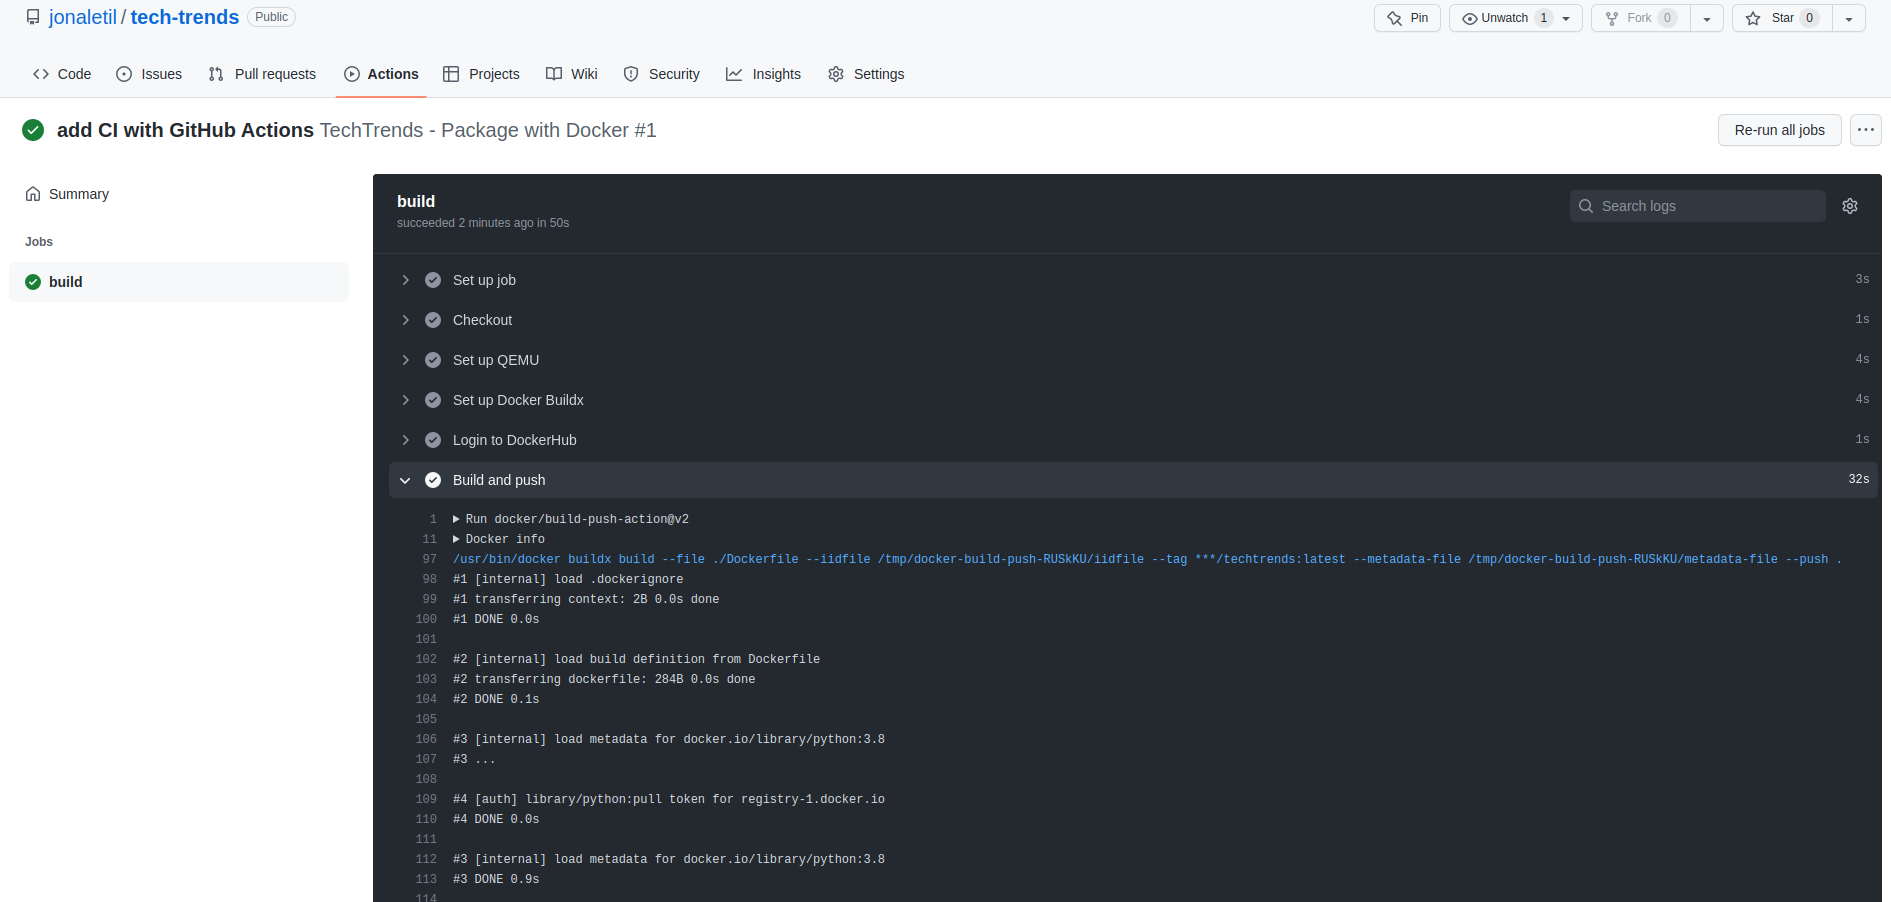 jonaletil / tech-trends Public Pin Unwatch 1 Fork 0 Star 0
Code Issues Pull requests Actions Projects Wiki Security Insights Settings
add CI with GitHub Actions TechTrends - Package with Docker #1 Re-run all jobs ...
Summary
Jobs
build
build
succeeded 2 minutes ago in 50s
Search logs
Set up job 3s
Checkout 1s
Set up QEMU 4s
Set up Docker Buildx 4s
Login to DockerHub 1s
Build and push 32s
1 Run docker/build-push-action@v2
11 Docker info
97 /usr/bin/docker buildx build --file ./Dockerfile --iidfile /tmp/docker-build-push-RUSkKU/iidfile --tag ***/techtrends:latest --metadata-file /tmp/docker-build-push-RUSkKU/metadata-file --push .
98 #1 [internal] load .dockerignore
99 #1 transferring context: 2B 0.0s done
100 #1 DONE 0.0s
101
102 #2 [internal] load build definition from Dockerfile
103 #2 transferring dockerfile: 284B 0.0s done
104 #2 DONE 0.1s
105
106 #3 [internal] load metadata for docker.io/library/python:3.8
107 #3 ...
108
109 #4 [auth] library/python:pull token for registry-1.docker.io
110 #4 DONE 0.0s
111
112 #3 [internal] load metadata for docker.io/library/python:3.8
113 #3 DONE 0.9s
114